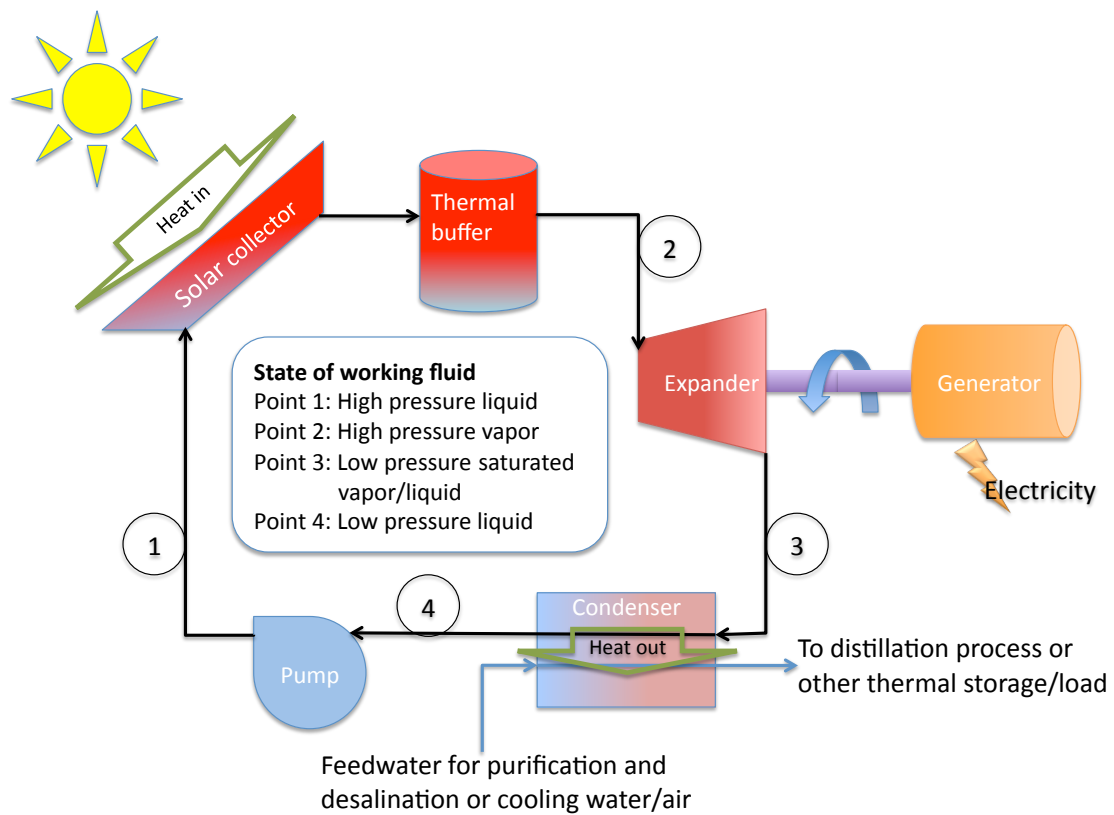 Heat in
Solar collector
Thermal
buffer
2
Expander
Generator
Electricity
State of working fluid
Point 1: High pressure liquid
Point 2: High pressure vapor
Point 3: Low pressure saturated
vapor/liquid
Point 4: Low pressure liquid
1
3
4
Condenser
Heat out
Pump
To distillation process or
other thermal storage/load
Feedwater for purification and
desalination or cooling water/air